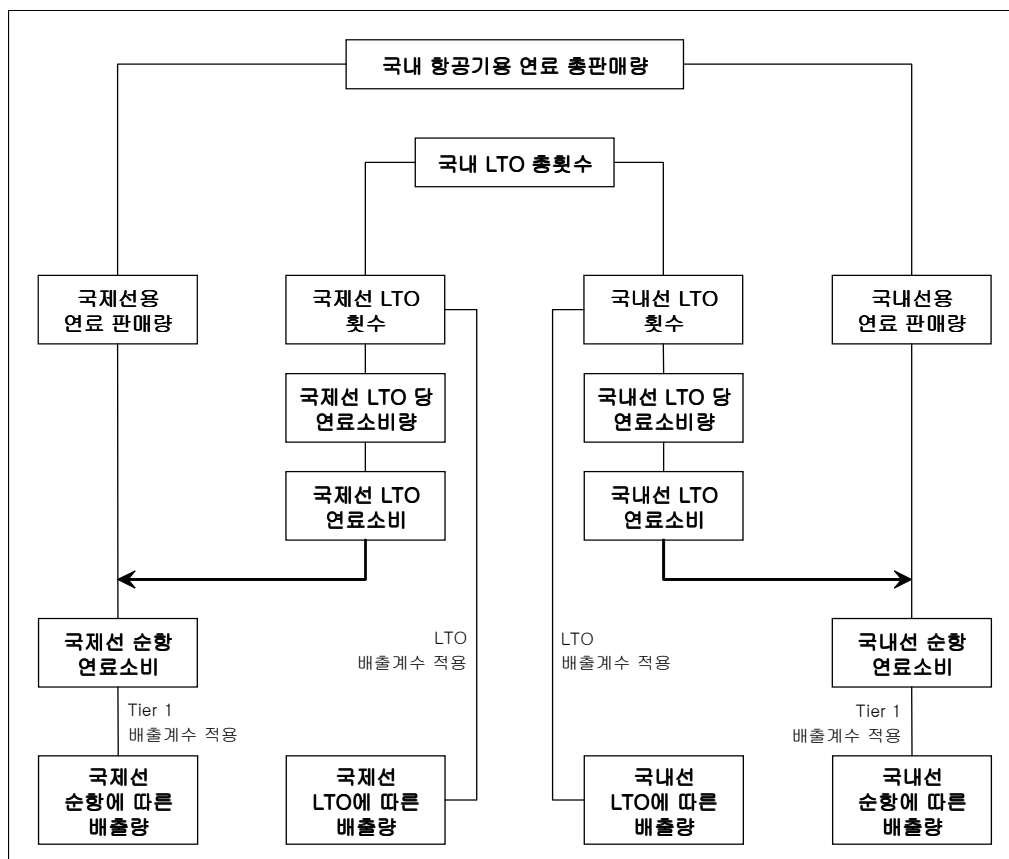 국내 항공기용 연료 총판매량
국내 LTO 총횟수
국제선용
연료 판매량
국제선 LTO
횟수
국내선 LTO
횟수
국내선용
연료 판매량
국제선 LTO 당
연료소비량
국내선 LTO 당
연료소비량
국제선 LTO
연료소비
국내선 LTO
연료소비
국제선 순항
연료소비
LTO
배출계수 적용
LTO
배출계수 적용
국내선 순항
연료소비
Tier 1
배출계수 적용
Tier 1
배출계수 적용
국제선
순항에 따른
배출량
국제선
LTO에 따른
배출량
국내선
LTO에 따른
배출량
국내선
순항에 따른
배출량